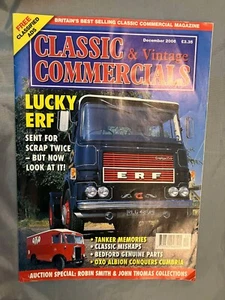 BRITAIN'S BEST SELLING CLASSIC COMMERCIAL MAGAZINE
FREE
CLASSIFIED
ADS
December 2006 £3.35
CLASSIC & Vintage
COMMERCIALS
LUCKY
ERF
SENT FOR
SCRAP TWICE
– BUT NOW
LOOK AT IT!
ERF
• TANKER MEMORIES
• CLASSIC MISHAPS
• BEDFORD GENUINE PARTS
• OXO ALBION CONQUERS CUMBRIA
AUCTION SPECIAL: ROBIN SMITH & JOHN THOMAS COLLECTIONS